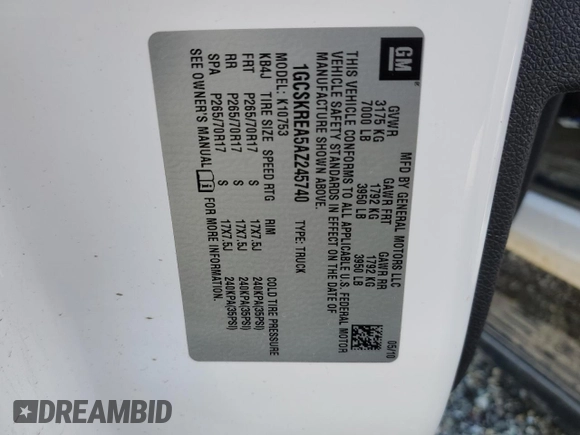 GM
MFD BY GENERAL MOTORS LLC
05/10
GVWR GAWR FRT GAWR RR
3175 KG 1792 KG 1792 KG
7000 LB 3950 LB 3950 LB
THIS VEHICLE CONFORMS TO ALL APPLICABLE U.S. FEDERAL MOTOR
VEHICLE SAFETY STANDARDS IN EFFECT ON THE DATE OF
MANUFACTURE SHOWN ABOVE.
1GCSKREA5AZ245740 TYPE: TRUCK
MODEL: K10753
KB4J TIRE SIZE SPEED RTG RIM COLD TIRE PRESSURE
FRT P265/70R17 S 17X7.5J 240KPA(35PSI)
RR P265/70R17 S 17X7.5J 240KPA(35PSI)
SPA P265/70R17 S 17X7.5J 240KPA(35PSI)
SEE OWNER'S MANUAL FOR MORE INFORMATION.
DREAMBID